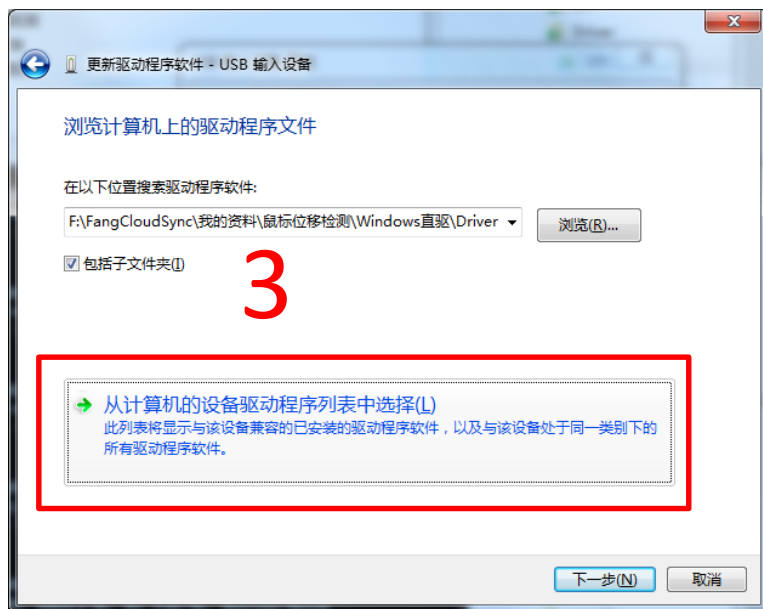 更新驱动程序软件 - USB 输入设备
浏览计算机上的驱动程序文件
在以下位置搜索驱动程序软件:
F:\FangCloudSync\我的资料\鼠标位移检测\Windows直驱\Driver
浏览(R)...
包括子文件夹(I)
3
从计算机的设备驱动程序列表中选择(L)
此列表将显示与该设备兼容的已安装的驱动程序软件，以及与该设备处于同一类别下的
所有驱动程序软件。
下一步(N)
取消